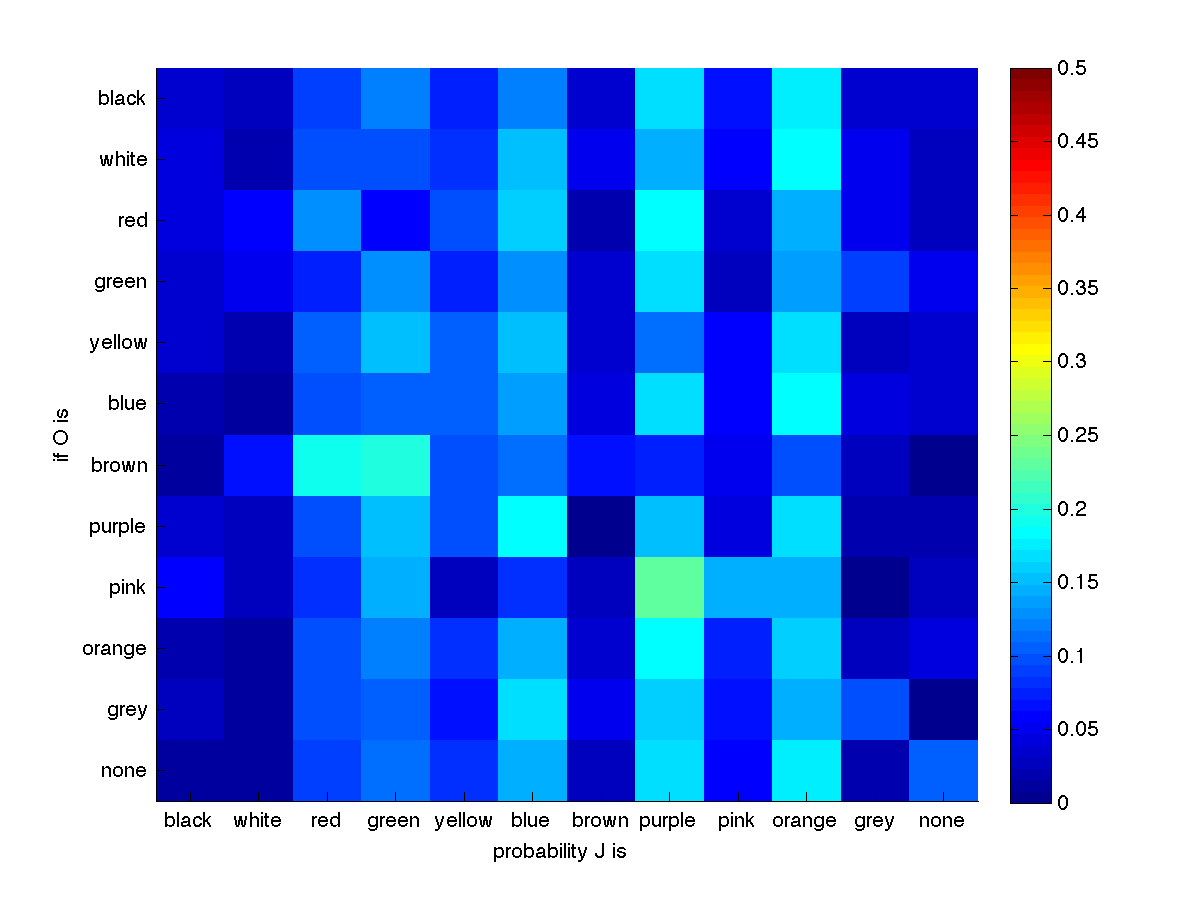 black
white
red
green
yellow
blue
brown
purple
pink
orange
grey
none
if O is
black white red green yellow blue brown purple pink orange grey none
probability J is
0.5
0.45
0.4
0.35
0.3
0.25
0.2
0.15
0.1
0.05
0